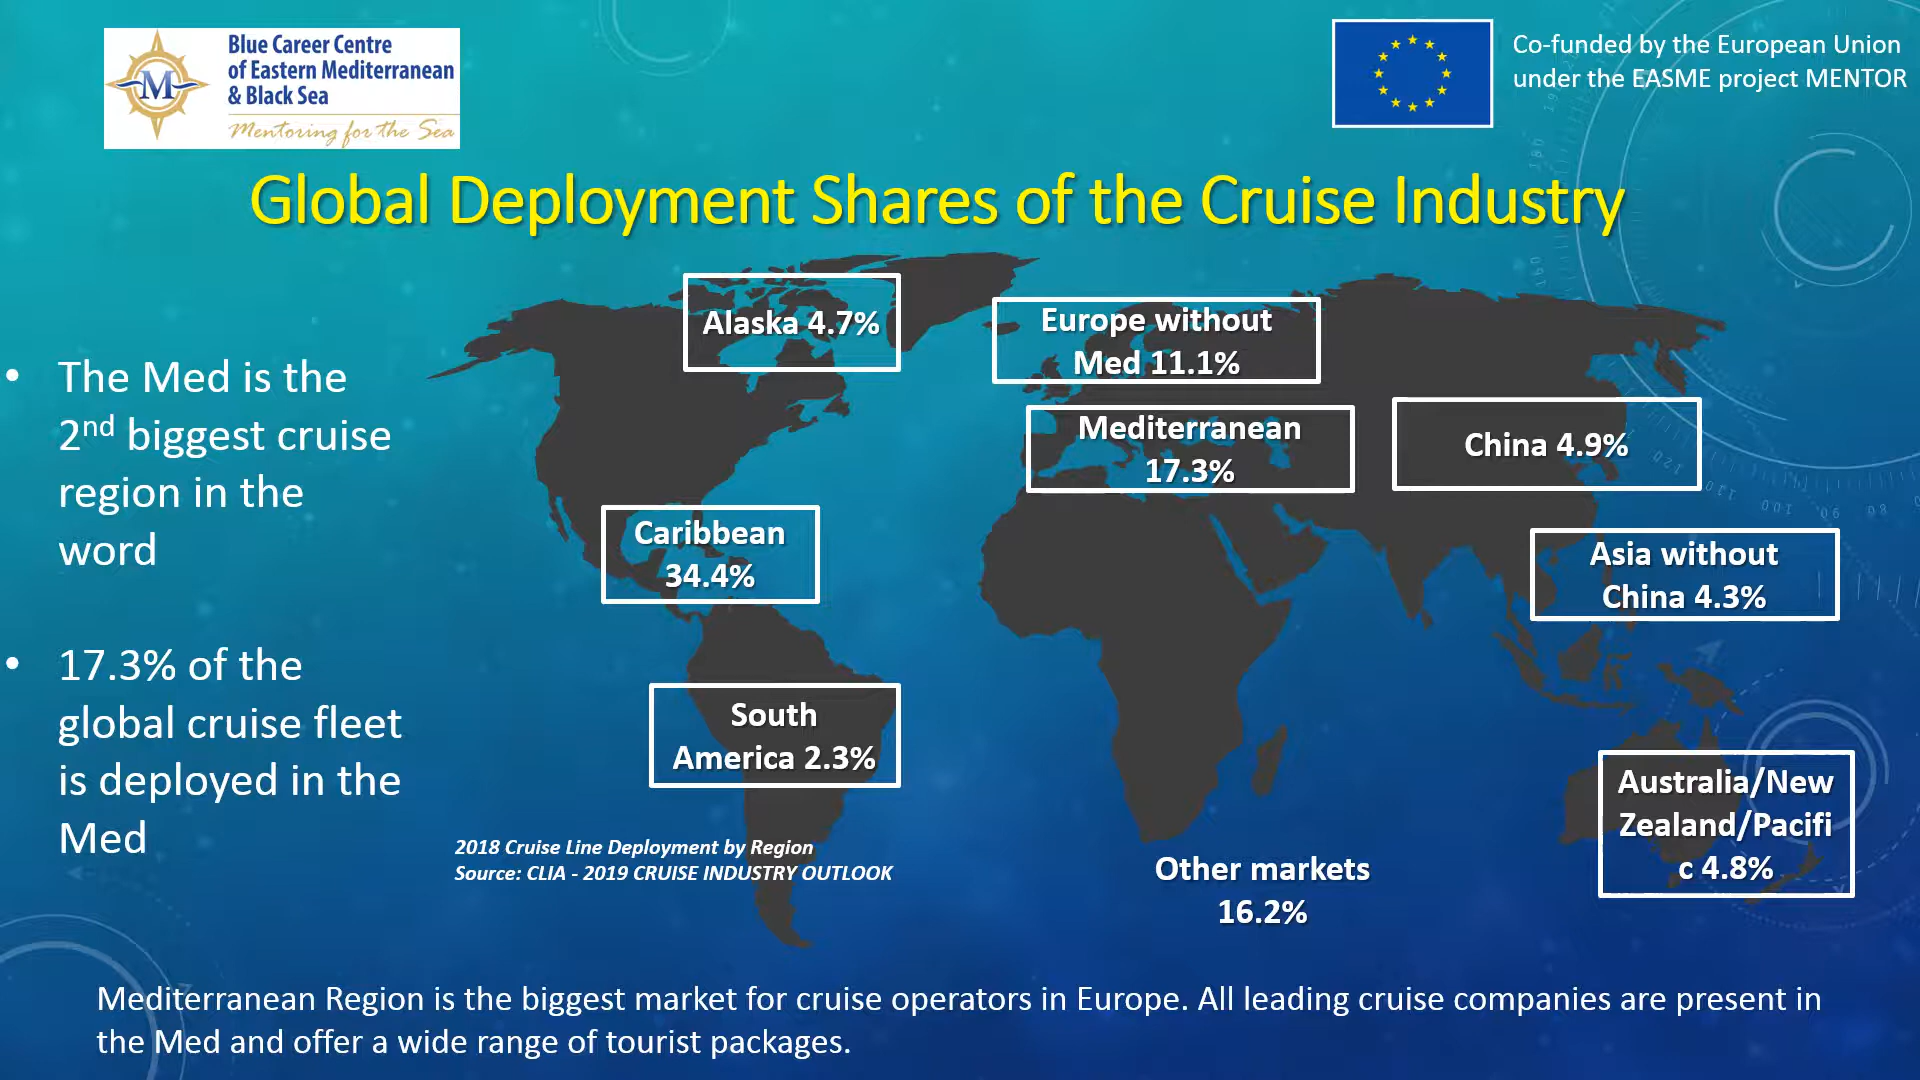 Blue Career Centre
of Eastern Mediterranean
& Black Sea
Mentoring for the Sea
M
Co-funded by the European Union
under the EASME project MENTOR
Global Deployment Shares of the Cruise Industry
• The Med is the
2nd biggest cruise
region in the
word
• 17.3% of the
global cruise fleet
is deployed in the
Med
Alaska 4.7%
Europe without
Med 11.1%
Mediterranean
17.3%
China 4.9%
Caribbean
34.4%
Asia without
China 4.3%
South
America 2.3%
Australia/New
Zealand/Pacifi
c 4.8%
2018 Cruise Line Deployment by Region
Source: CLIA - 2019 CRUISE INDUSTRY OUTLOOK
Other markets
16.2%
Mediterranean Region is the biggest market for cruise operators in Europe. All leading cruise companies are present in
the Med and offer a wide range of tourist packages.